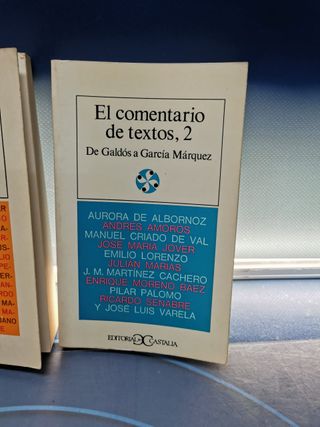 El comentario
de textos, 2
De Galdós a García Márquez
AURORA DE ALBORNOZ
ANDRES AMOROS
MANUEL CRIADO DE VAL
JOSE MARIA JOVER
EMILIO LORENZO
JULIAN MARIAS
J. M. MARTINEZ CACHERO
ENRIQUE MORENO BAEZ
PILAR PALOMO
RICARDO SENABRE
Y JOSE LUIS VARELA
EDITORIAL CASTALIA